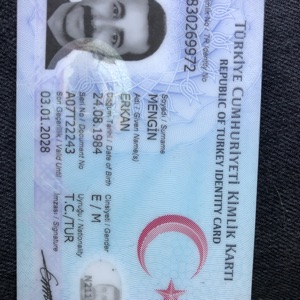 TÜRKİYE CUMHURİYETİ KİMLİK KARTI
REPUBLIC OF TURKEY IDENTITY CARD
Kimlik No / TR Identity No
830269972
Soyadı / Surname
MENGİN
Adı / Given Name(s)
ERKAN
Doğum Tarihi / Date of Birth Cinsiyeti / Gender
24.08.1984 E / M
Seri No / Document No Uyruğu / Nationality
A07T22243 T.C./TUR
Son Geçerlilik / Valid Until İmzası / Signature
03.01.2028